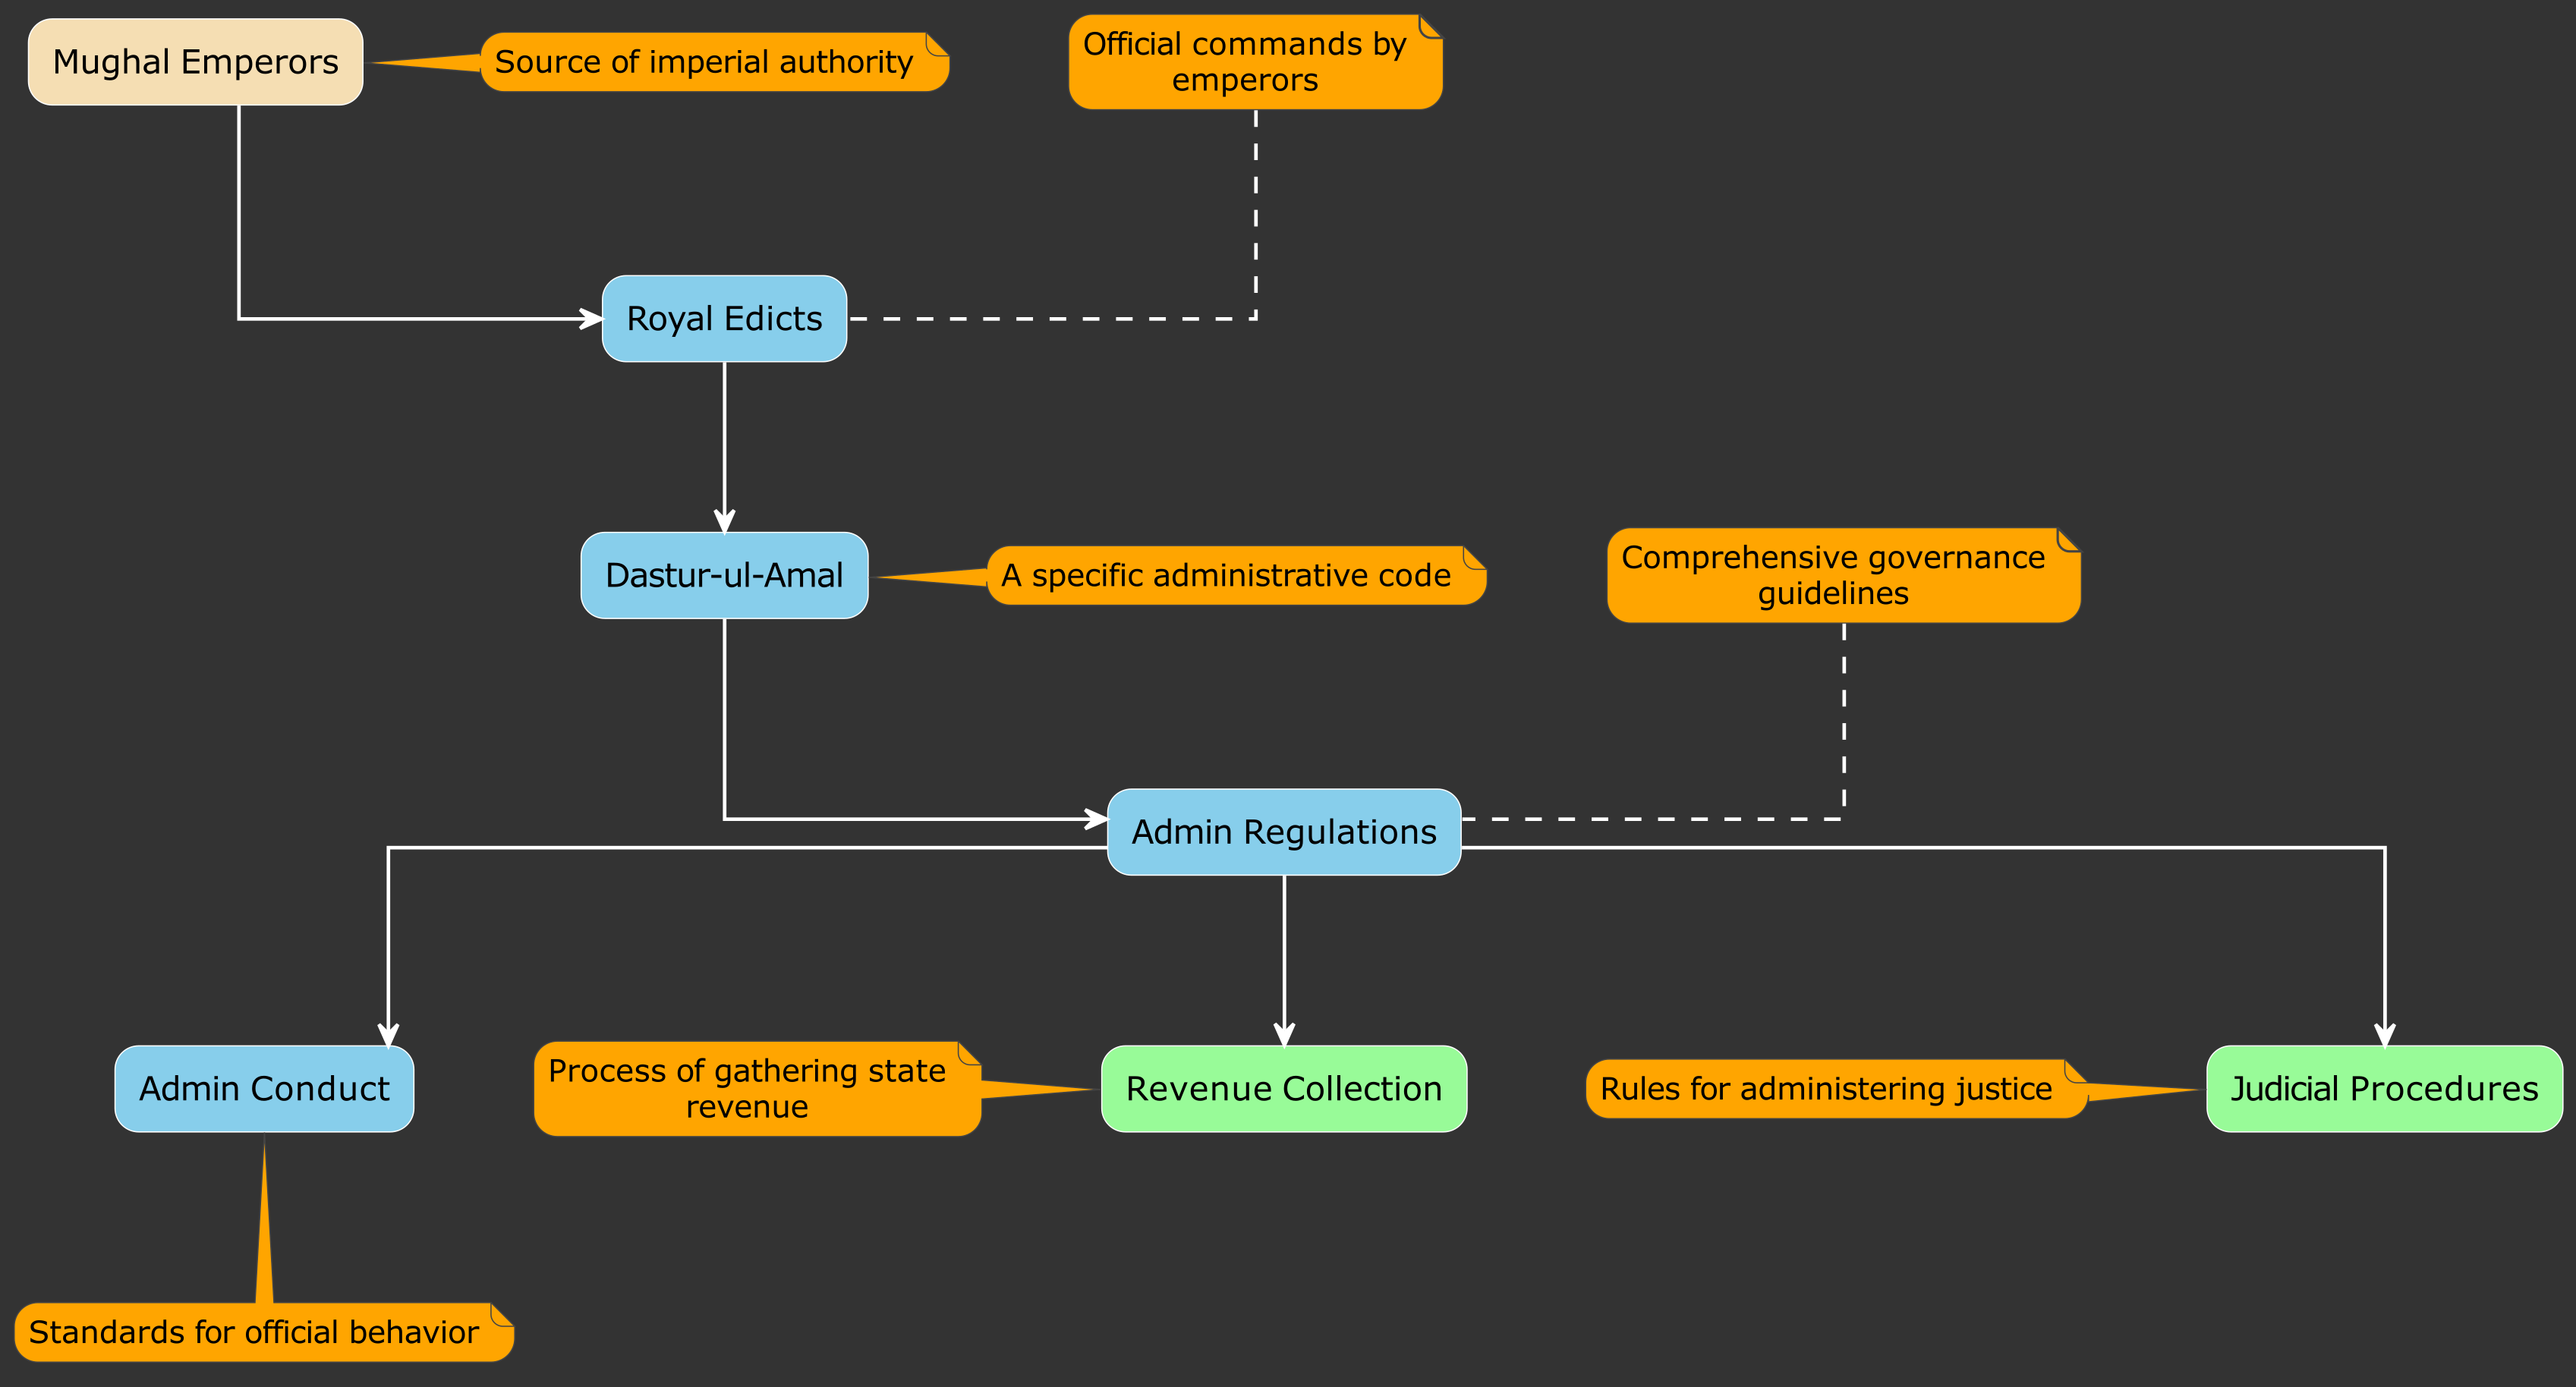 Mughal Emperors
Source of imperial authority
Official commands by
emperors
Royal Edicts
Dastur-ul-Amal
A specific administrative code
Comprehensive governance
guidelines
Admin Regulations
Admin Conduct
Process of gathering state
revenue
Revenue Collection
Rules for administering justice
Judicial Procedures
Standards for official behavior